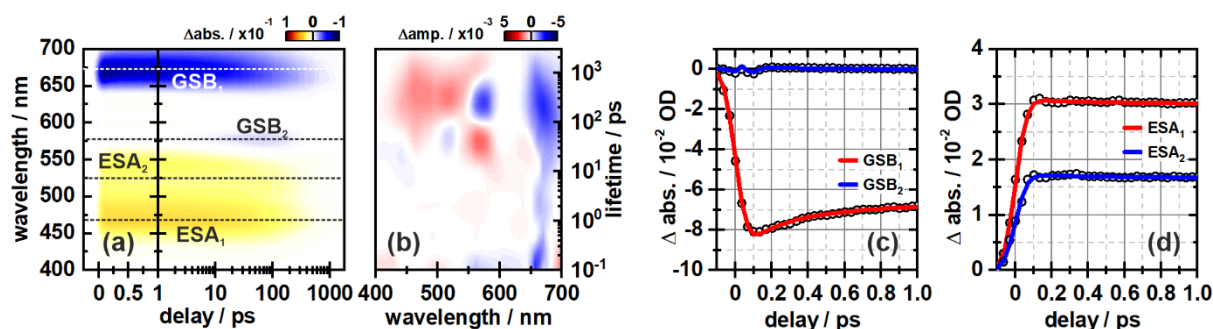 Δabs. / x10⁻¹ 1 0 -1
Δamp. / x10⁻³ 5 0 -5
wavelength / nm
700
650
600
550
500
450
400
GSB₁
GSB₂
ESA₂
ESA₁
(a)
0 0.5 1 10 100 1000
delay / ps
(b)
10³
10²
10¹
10⁰
10⁻¹
lifetime / ps
400 500 600 700
wavelength / nm
Δ abs. / 10⁻² OD
0
-2
-4
-6
-8
-10
GSB₁
GSB₂
(c)
0 0.2 0.4 0.6 0.8 1.0
delay / ps
Δ abs. / 10⁻² OD
4
3
2
1
0
ESA₁
ESA₂
(d)
0 0.2 0.4 0.6 0.8 1.0
delay / ps